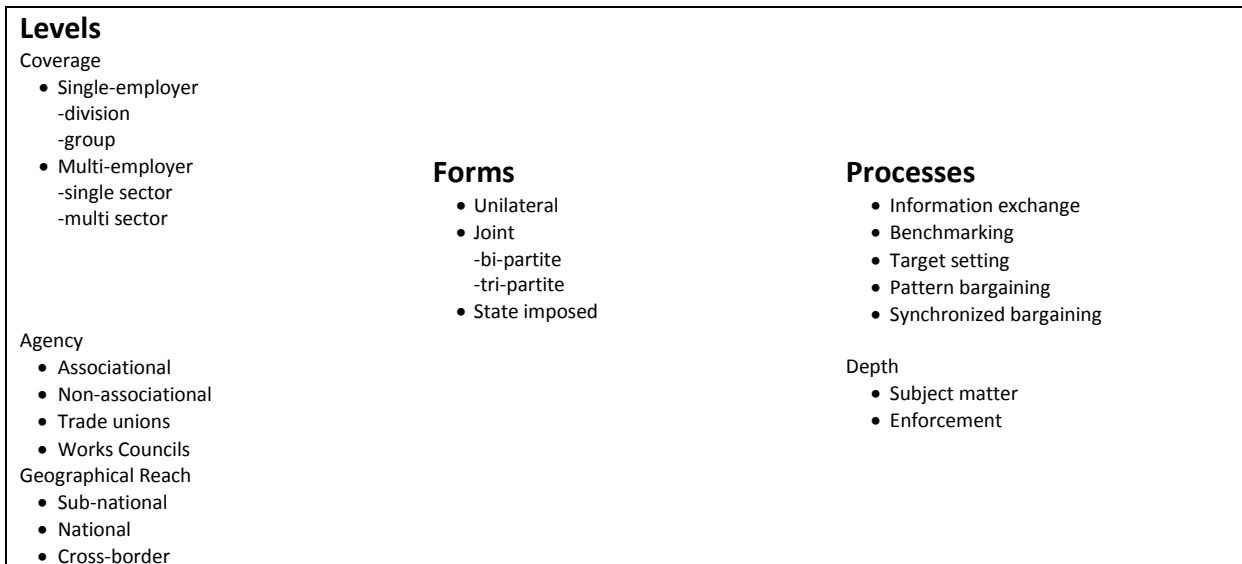 Levels
Coverage
• Single-employer
-division
-group
• Multi-employer
-single sector
-multi sector
Agency
• Associational
• Non-associational
• Trade unions
• Works Councils
Geographical Reach
• Sub-national
• National
• Cross-border
Forms
• Unilateral
• Joint
-bi-partite
-tri-partite
• State imposed
Processes
• Information exchange
• Benchmarking
• Target setting
• Pattern bargaining
• Synchronized bargaining
Depth
• Subject matter
• Enforcement